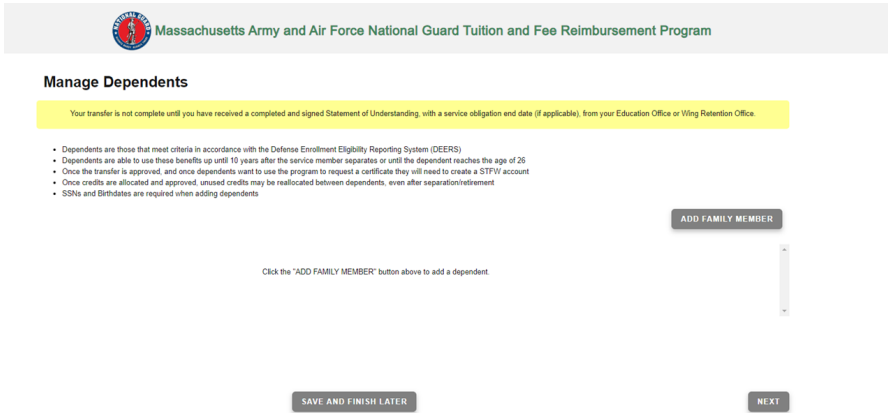 NATIONAL GUARD
Massachusetts Army and Air Force National Guard Tuition and Fee Reimbursement Program
Manage Dependents
Your transfer is not complete until you have received a completed and signed Statement of Understanding, with a service obligation end date (if applicable), from your Education Office or Wing Retention Office.
Dependents are those that meet criteria in accordance with the Defense Enrollment Eligibility Reporting System (DEERS)
Dependents are able to use these benefits up until 10 years after the service member separates or until the dependent reaches the age of 26
Once the transfer is approved, and once dependents want to use the program to request a certificate they will need to create a STFW account
Once credits are allocated and approved, unused credits may be reallocated between dependents, even after separation/retirement
SSNs and Birthdates are required when adding dependents
ADD FAMILY MEMBER
Click the "ADD FAMILY MEMBER" button above to add a dependent.
SAVE AND FINISH LATER
NEXT